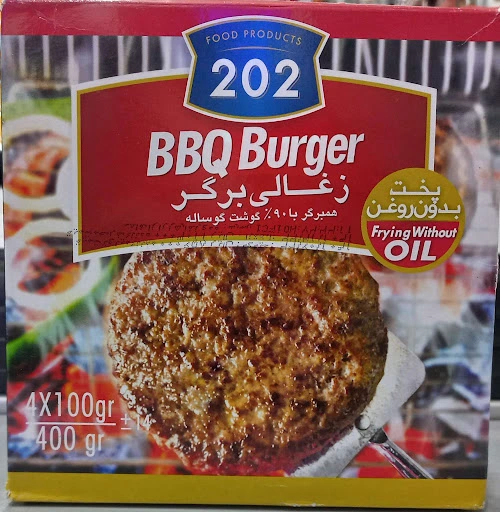 FOOD PRODUCTS
202
BBQ Burger
زغالی برگر
همبرگر با ۹۰٪ گوشت گوساله
پخت
بدون روغن
Frying Without
OIL
4X100gr
400 gr
±14